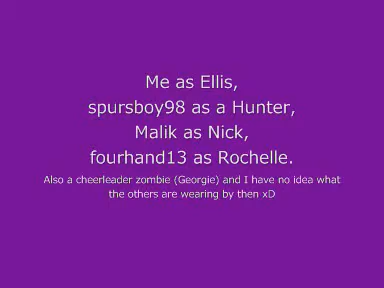 Me as Ellis,
spursboy98 as a Hunter,
Malik as Nick,
fourhand13 as Rochelle.
Also a cheerleader zombie (Georgie) and I have no idea what
the others are wearing by then xD